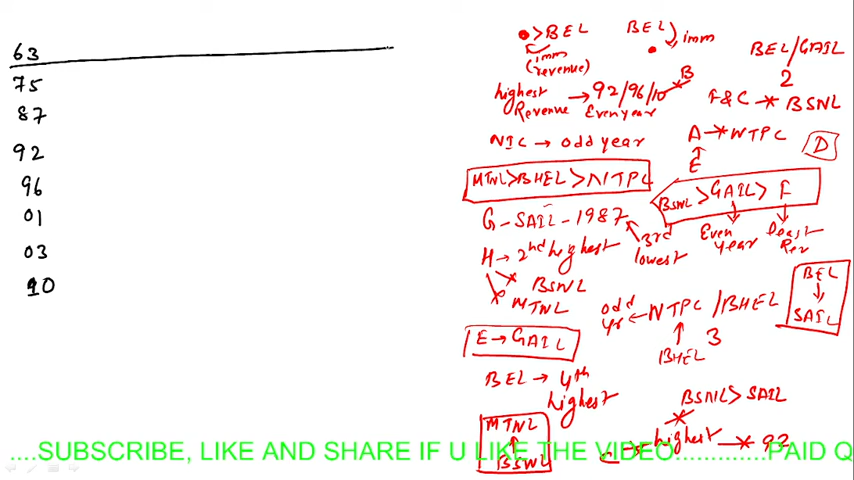 63
75
87
92
96
01
03
10
● > BEL
imm
(revenue)
BEL
imm
BEL/GAIL
2
highest Revenue → 92/96/10
Even year
B
F&C → BSNL
NIC → odd year
A → NTPC
E
D
MTNL > BHEL > NTPC
BSNL > GAIL > F
Even year
least Rev
G - SAIL - 1987
3rd lowest
H → 2nd highest
BSNL
MTNL
odd yr ← NTPC / BHEL
BHEL
3
BEL
↓
SAIL
E → GAIL
BEL → 4th highest
MTNL
↑
BSNL
BSNL > SAIL
C → highest → 92
....SUBSCRIBE, LIKE AND SHARE IF U LIKE THE VIDEO.............PAID Q